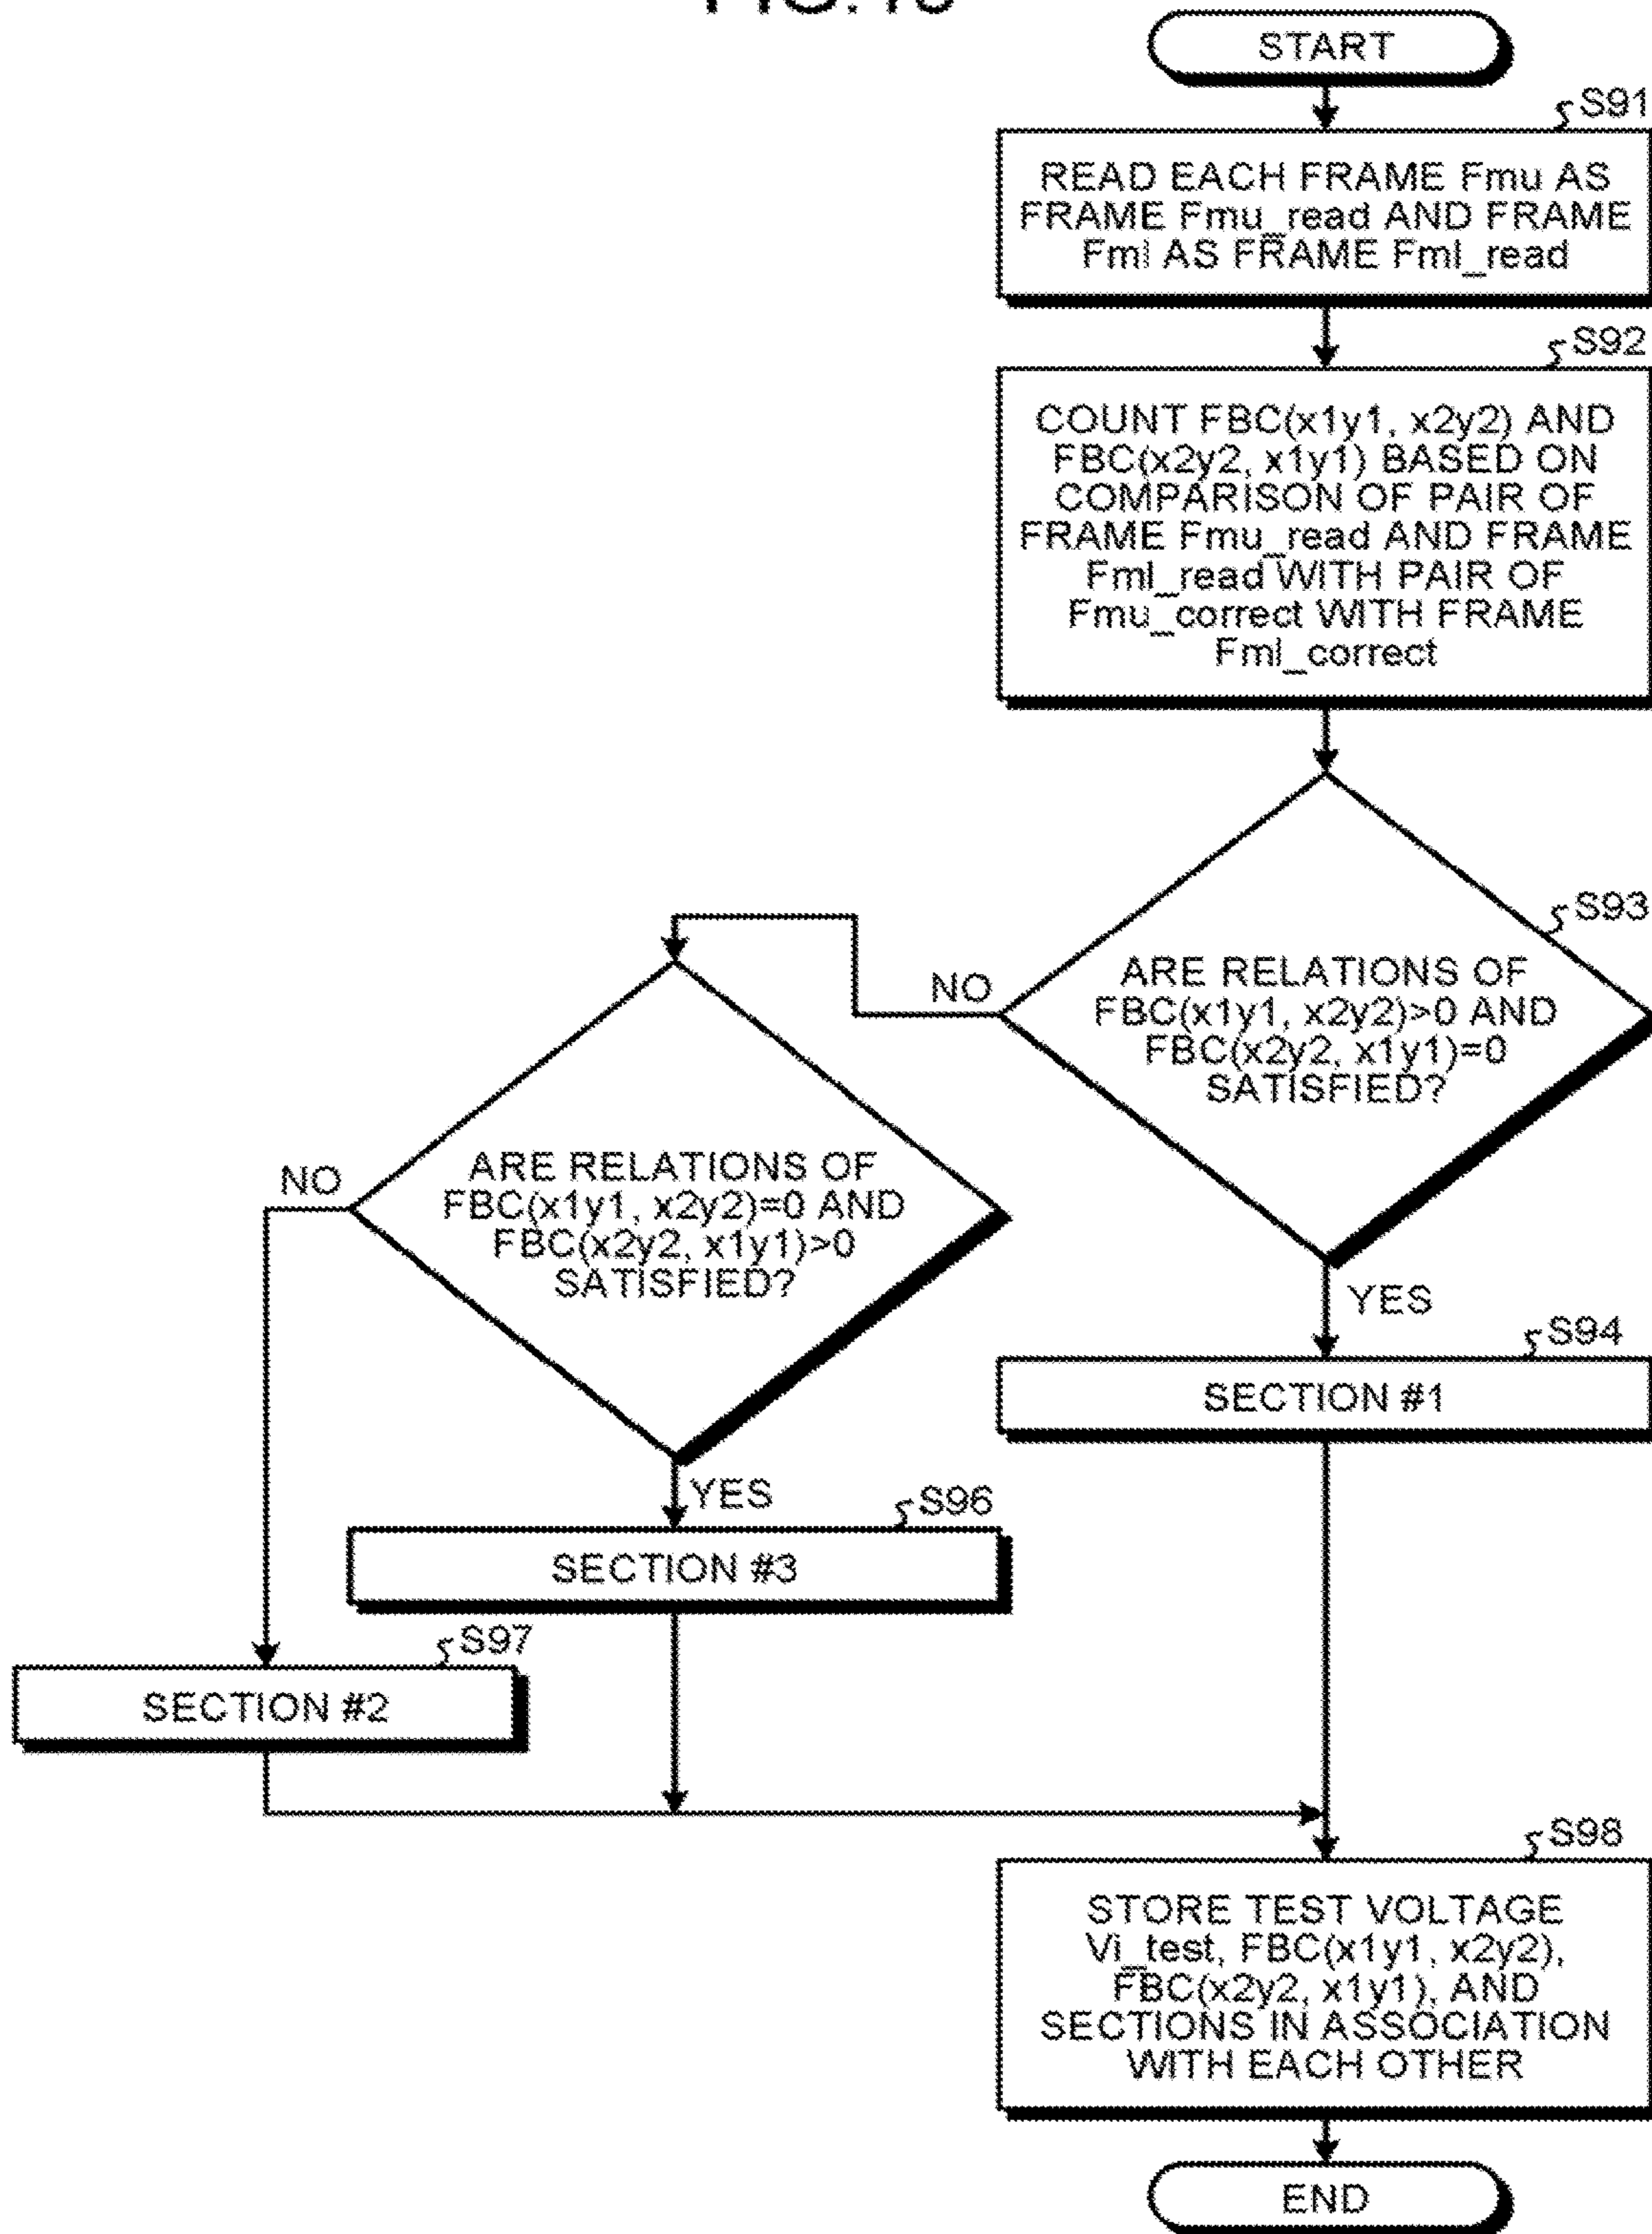 START
S91
READ EACH FRAME Fmu AS
FRAME Fmu_read AND FRAME
Fml AS FRAME Fml_read
S92
COUNT FBC(x1y1, x2y2) AND
FBC(x2y2, x1y1) BASED ON
COMPARISON OF PAIR OF
FRAME Fmu_read AND FRAME
Fml_read WITH PAIR OF
Fmu_correct WITH FRAME
Fml_correct
S93
ARE RELATIONS OF
FBC(x1y1, x2y2)>0 AND
FBC(x2y2, x1y1)=0
SATISFIED?
NO
YES
ARE RELATIONS OF
FBC(x1y1, x2y2)=0 AND
FBC(x2y2, x1y1)>0
SATISFIED?
NO
YES
S94
SECTION #1
S96
SECTION #3
S97
SECTION #2
S98
STORE TEST VOLTAGE
Vi_test, FBC(x1y1, x2y2),
FBC(x2y2, x1y1), AND
SECTIONS IN ASSOCIATION
WITH EACH OTHER
END